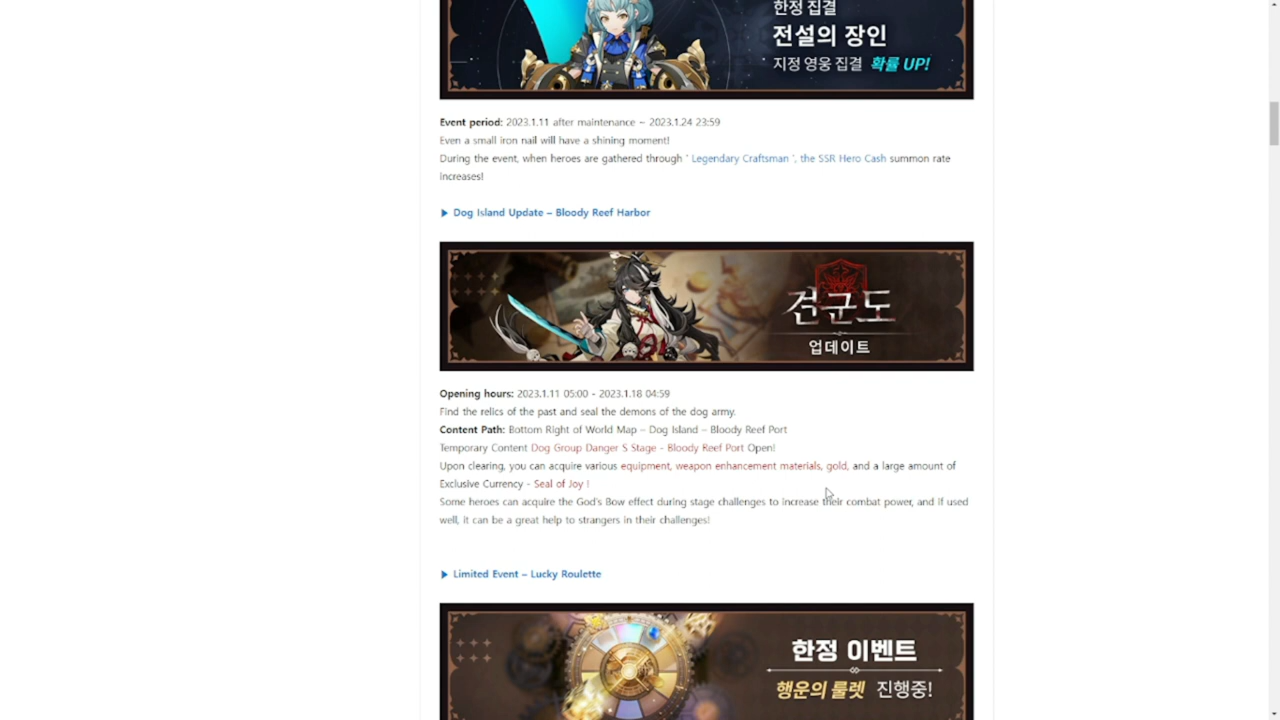 한정 집결
전설의 장인
지정 영웅 집결 확률 UP!
Event period: 2023.1.11 after maintenance ~ 2023.1.24 23:59
Even a small iron nail will have a shining moment!
During the event, when heroes are gathered through ' Legendary Craftsman ', the SSR Hero Cash summon rate
increases!
▶ Dog Island Update – Bloody Reef Harbor
견군도
업데이트
Opening hours: 2023.1.11 05:00 - 2023.1.18 04:59
Find the relics of the past and seal the demons of the dog army.
Content Path: Bottom Right of World Map – Dog Island – Bloody Reef Port
Temporary Content Dog Group Danger S Stage - Bloody Reef Port Open!
Upon clearing, you can acquire various equipment, weapon enhancement materials, gold, and a large amount of
Exclusive Currency - Seal of Joy !
Some heroes can acquire the God's Bow effect during stage challenges to increase their combat power, and if used
well, it can be a great help to strangers in their challenges!
▶ Limited Event – Lucky Roulette
한정 이벤트
행운의 룰렛 진행중!